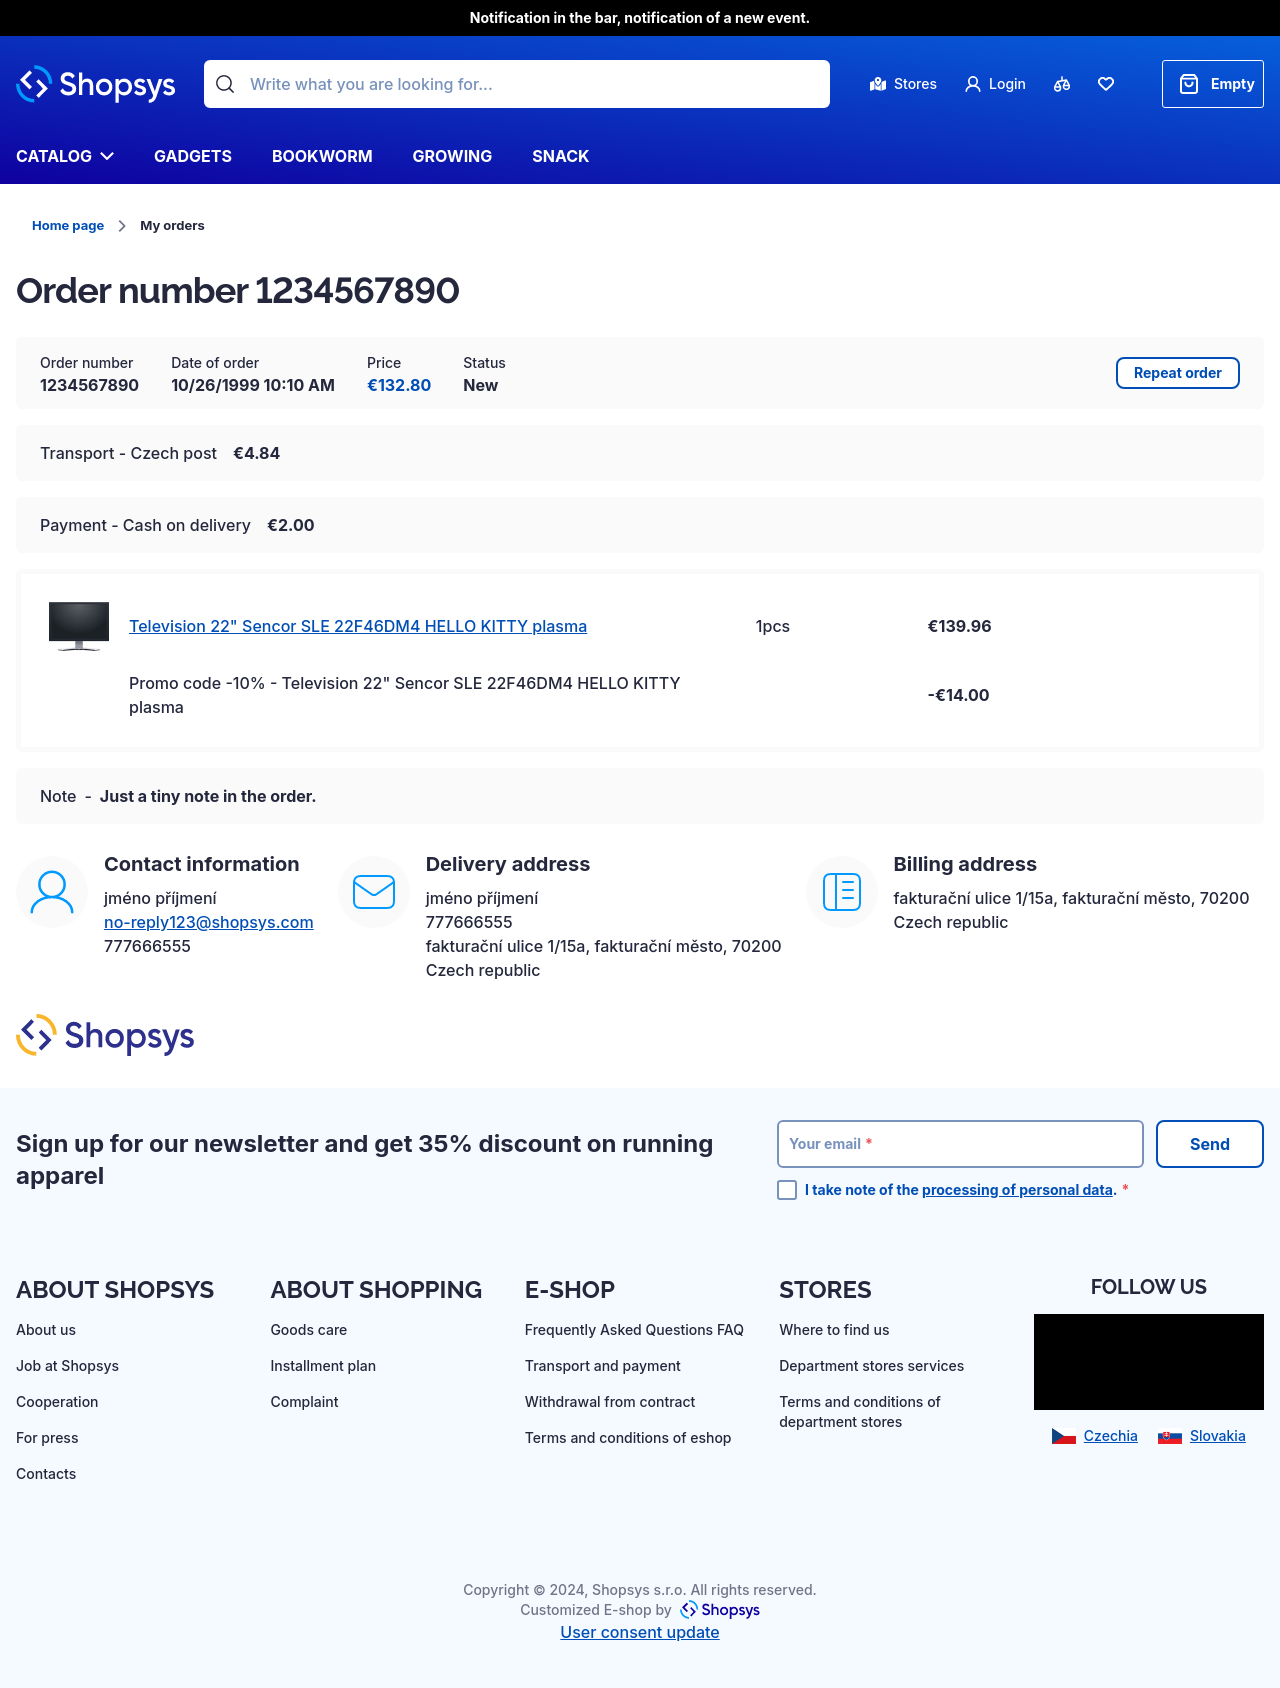 Notification in the bar, notification of a new event.
Shopsys
Write what you are looking for...
Stores
Login
Empty
CATALOG
GADGETS
BOOKWORM
GROWING
SNACK
Home page
My orders
Order number 1234567890
Order number
1234567890
Date of order
10/26/1999 10:10 AM
Price
€132.80
Status
New
Repeat order
Transport - Czech post €4.84
Payment - Cash on delivery €2.00
Television 22" Sencor SLE 22F46DM4 HELLO KITTY plasma
1pcs
€139.96
Promo code -10% - Television 22" Sencor SLE 22F46DM4 HELLO KITTY
plasma
-€14.00
Note - Just a tiny note in the order.
Contact information
jméno příjmení
no-reply123@shopsys.com
777666555
Delivery address
jméno příjmení
777666555
fakturační ulice 1/15a, fakturační město, 70200
Czech republic
Billing address
fakturační ulice 1/15a, fakturační město, 70200
Czech republic
Shopsys
Sign up for our newsletter and get 35% discount on running
apparel
Your email *
Send
I take note of the processing of personal data. *
ABOUT SHOPSYS
About us
Job at Shopsys
Cooperation
For press
Contacts
ABOUT SHOPPING
Goods care
Installment plan
Complaint
E-SHOP
Frequently Asked Questions FAQ
Transport and payment
Withdrawal from contract
Terms and conditions of eshop
STORES
Where to find us
Department stores services
Terms and conditions of
department stores
FOLLOW US
Czechia
Slovakia
Copyright © 2024, Shopsys s.r.o. All rights reserved.
Customized E-shop by Shopsys
User consent update